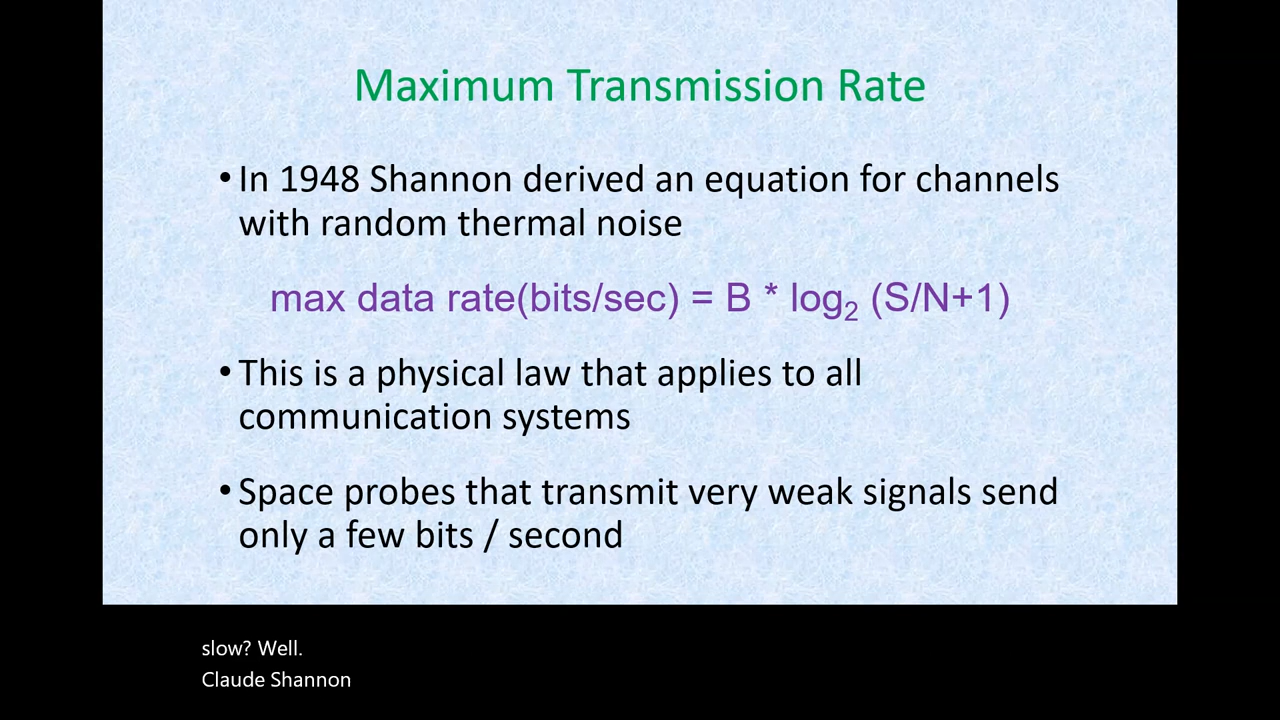 Maximum Transmission Rate
• In 1948 Shannon derived an equation for channels
with random thermal noise
max data rate(bits/sec) = B * log₂ (S/N+1)
• This is a physical law that applies to all
communication systems
• Space probes that transmit very weak signals send
only a few bits / second
slow? Well.
Claude Shannon